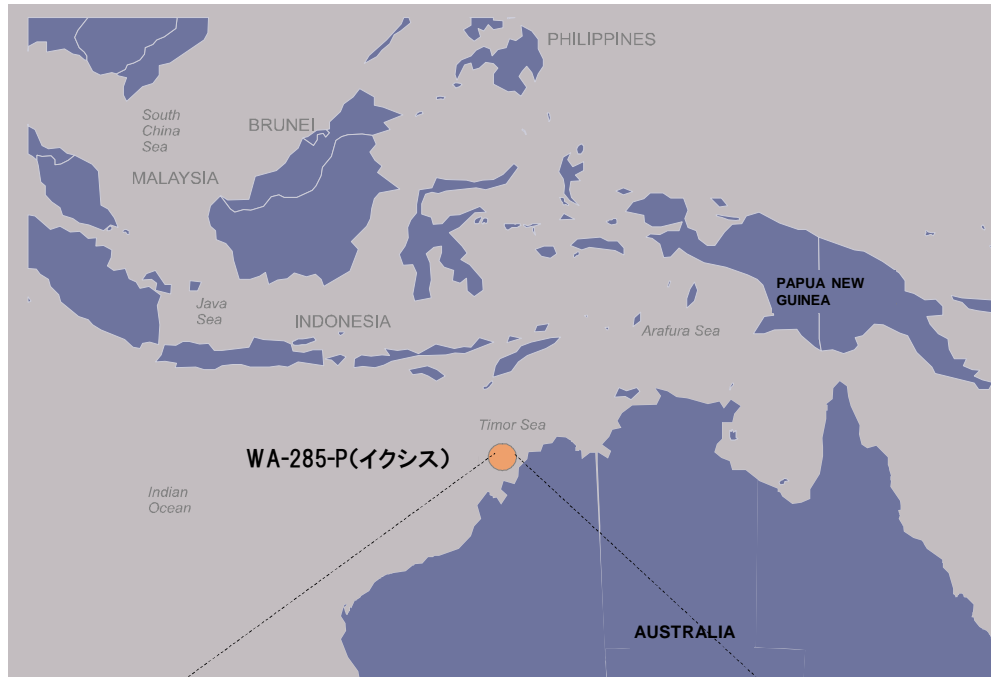 PHILIPPINES
South
China
Sea
BRUNEI
MALAYSIA
PAPUA NEW
GUINEA
Java
Sea
INDONESIA
Arafura Sea
Timor Sea
WA-285-P(イクシス)
Indian
Ocean
AUSTRALIA